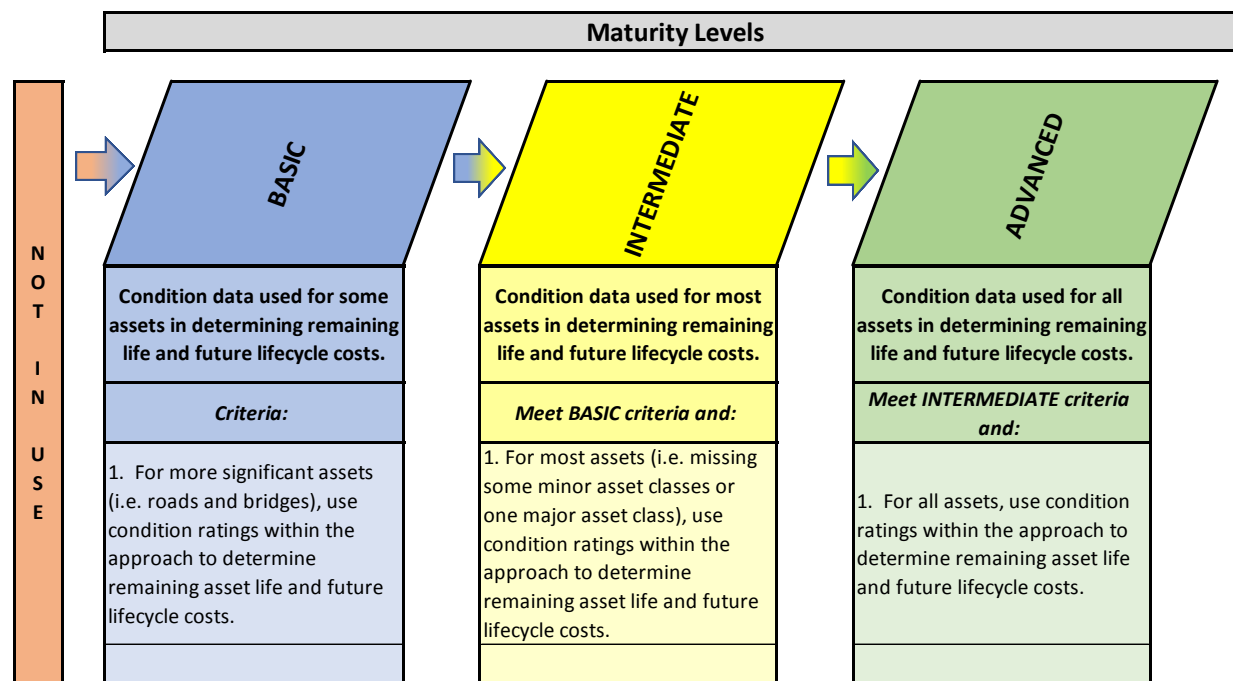 Maturity Levels
NOT IN USE
BASIC
INTERMEDIATE
ADVANCED
Condition data used for some
assets in determining remaining
life and future lifecycle costs.
Condition data used for most
assets in determining remaining
life and future lifecycle costs.
Condition data used for all
assets in determining remaining
life and future lifecycle costs.
Criteria:
Meet BASIC criteria and:
Meet INTERMEDIATE criteria
and:
1. For more significant assets
(i.e. roads and bridges), use
condition ratings within the
approach to determine
remaining asset life and future
lifecycle costs.
1. For most assets (i.e. missing
some minor asset classes or
one major asset class), use
condition ratings within the
approach to determine
remaining asset life and future
lifecycle costs.
1. For all assets, use condition
ratings within the approach to
determine remaining asset life
and future lifecycle costs.